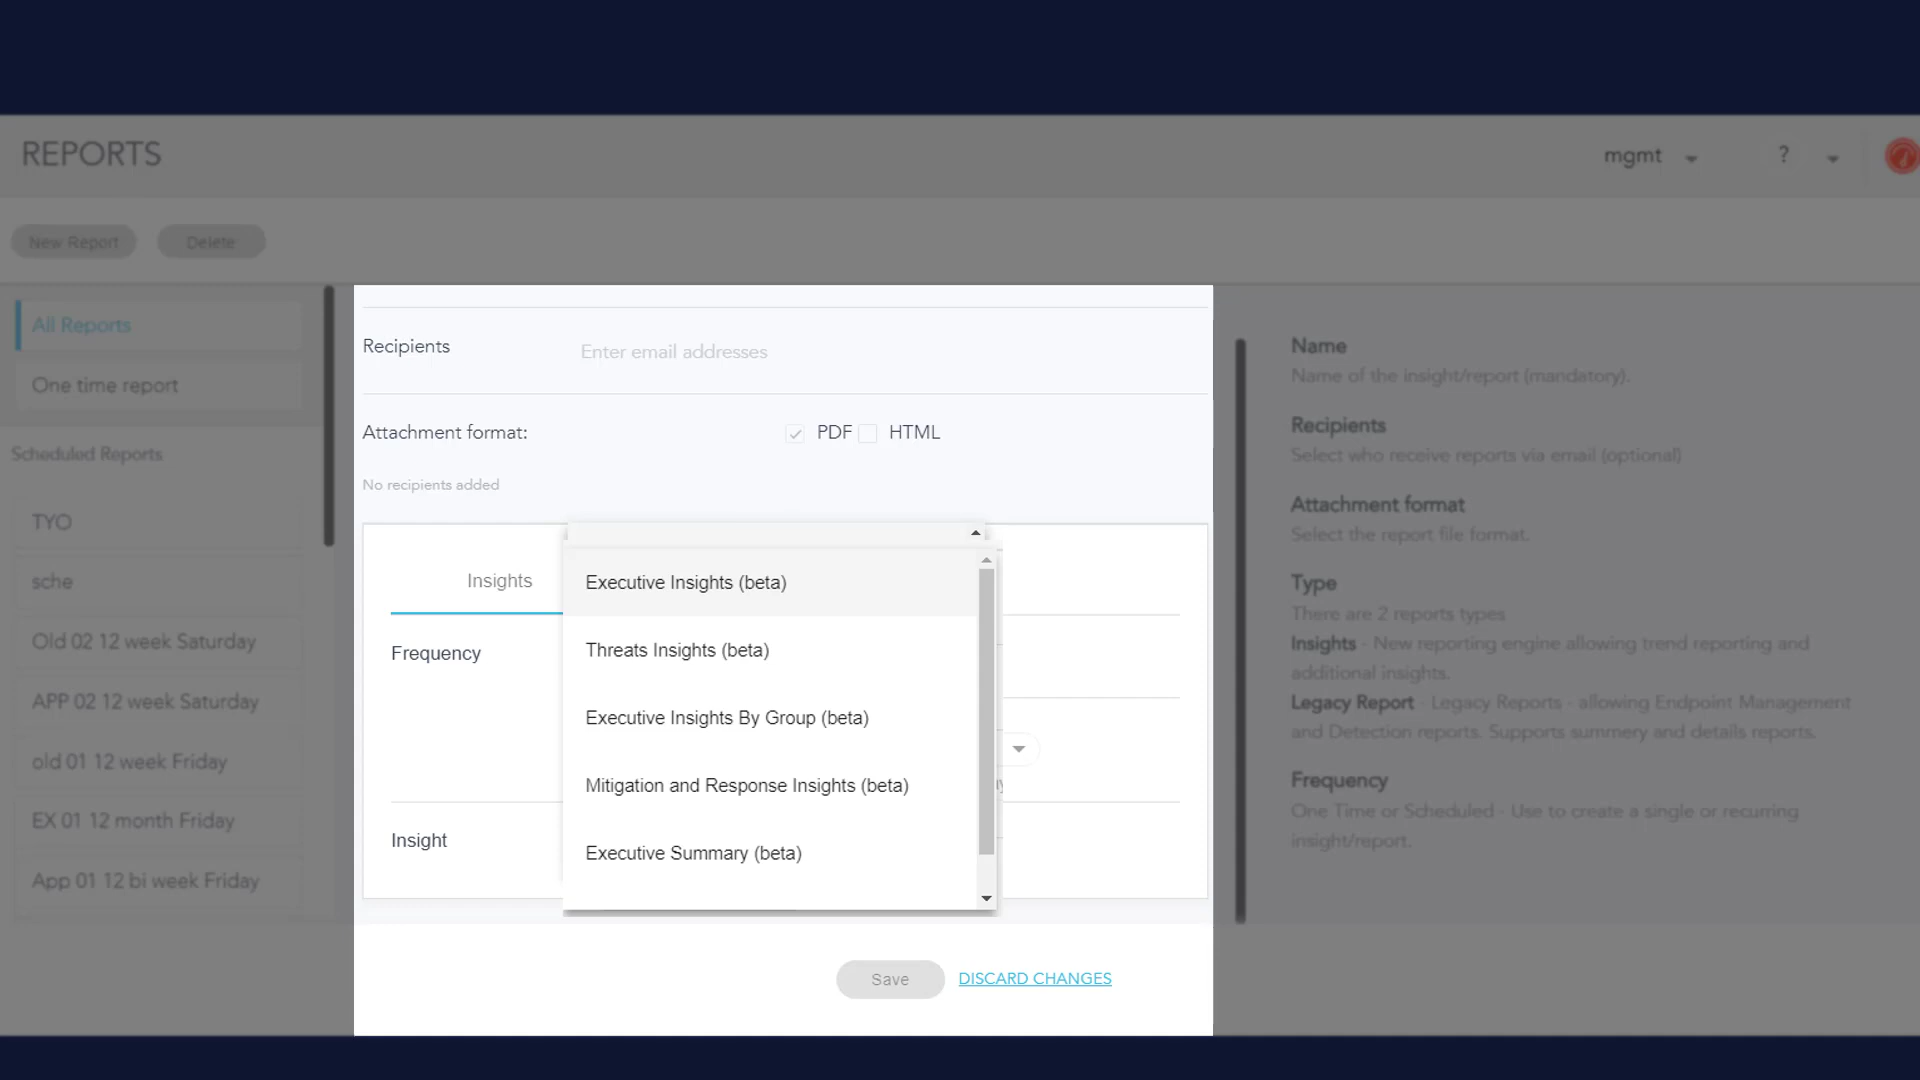 REPORTS
mgmt
?
New Report
Delete
All Reports
One time report
Scheduled Reports
TYO
sche
Old 02 12 week Saturday
APP 02 12 week Saturday
old 01 12 week Friday
EX 01 12 month Friday
App 01 12 bi week Friday
Recipients
Enter email addresses
Attachment format:
PDF
HTML
No recipients added
Insights
Frequency
Insight
Executive Insights (beta)
Threats Insights (beta)
Executive Insights By Group (beta)
Mitigation and Response Insights (beta)
Executive Summary (beta)
Save
DISCARD CHANGES
Name
Name of the insight/report (mandatory).
Recipients
Select who receive reports via email (optional)
Attachment format
Select the report file format.
Type
There are 2 reports types
Insights - New reporting engine allowing trend reporting and
additional insights.
Legacy Report - Legacy Reports - allowing Endpoint Management
and Detection reports. Supports summery and details reports.
Frequency
One Time or Scheduled - Use to create a single or recurring
insight/report.